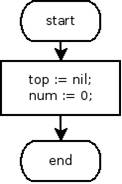 start
top := nil;
num := 0;
end